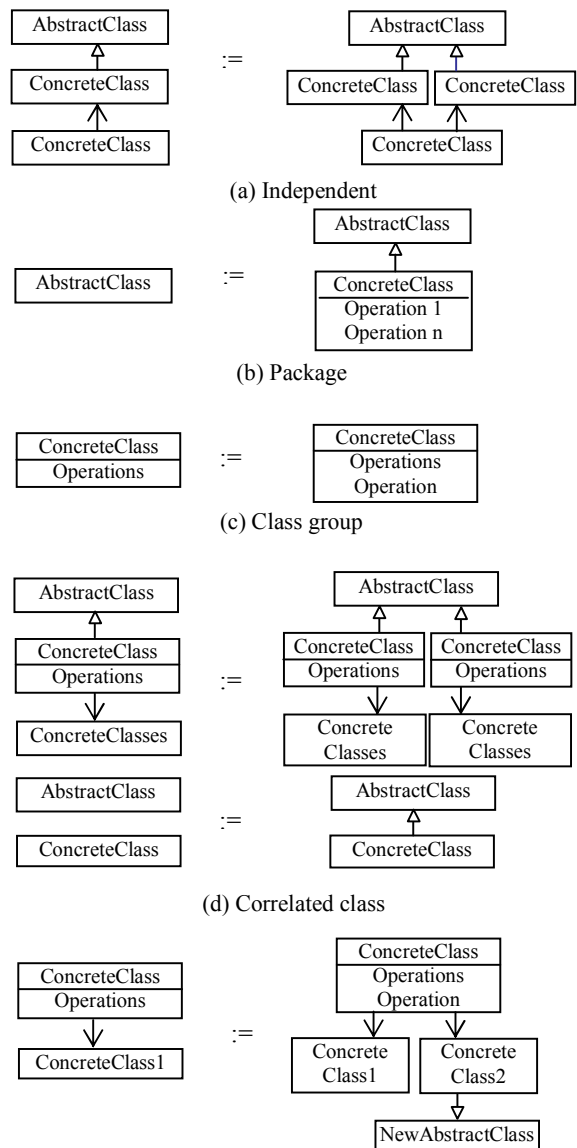 AbstractClass
ConcreteClass
ConcreteClass
:=
AbstractClass
ConcreteClass
ConcreteClass
ConcreteClass
(a) Independent
AbstractClass
:=
AbstractClass
ConcreteClass
Operation 1
Operation n
(b) Package
ConcreteClass
Operations
:=
ConcreteClass
Operations
Operation
(c) Class group
AbstractClass
ConcreteClass
Operations
ConcreteClasses
:=
AbstractClass
ConcreteClass
Operations
Concrete
Classes
ConcreteClass
Operations
Concrete
Classes
AbstractClass
ConcreteClass
:=
AbstractClass
ConcreteClass
(d) Correlated class
ConcreteClass
Operations
ConcreteClass1
:=
ConcreteClass
Operations
Operation
Concrete
Class1
Concrete
Class2
NewAbstractClass